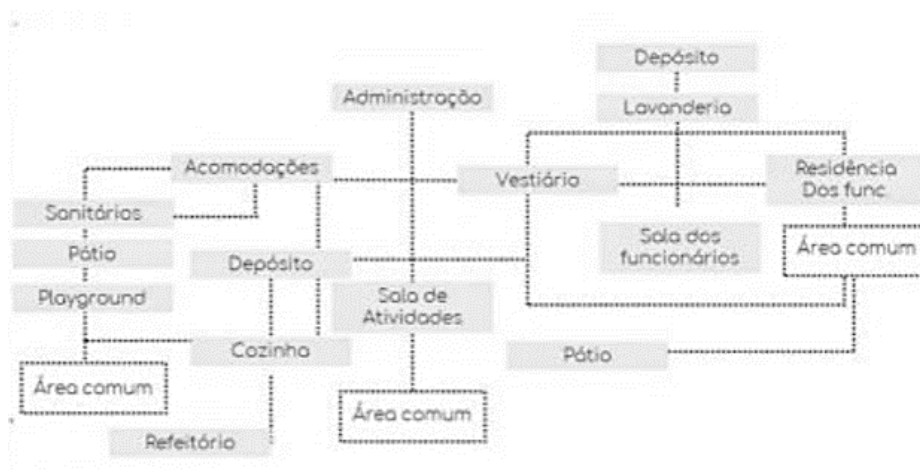 Depósito
Administração
Lavanderia
Acomodações
Vestiário
Residência
Dos func.
Sanitários
Pátio
Depósito
Sala dos
funcionários
Área comum
Playground
Sala de
Atividades
Cozinha
Pátio
Área comum
Área comum
Refeitório